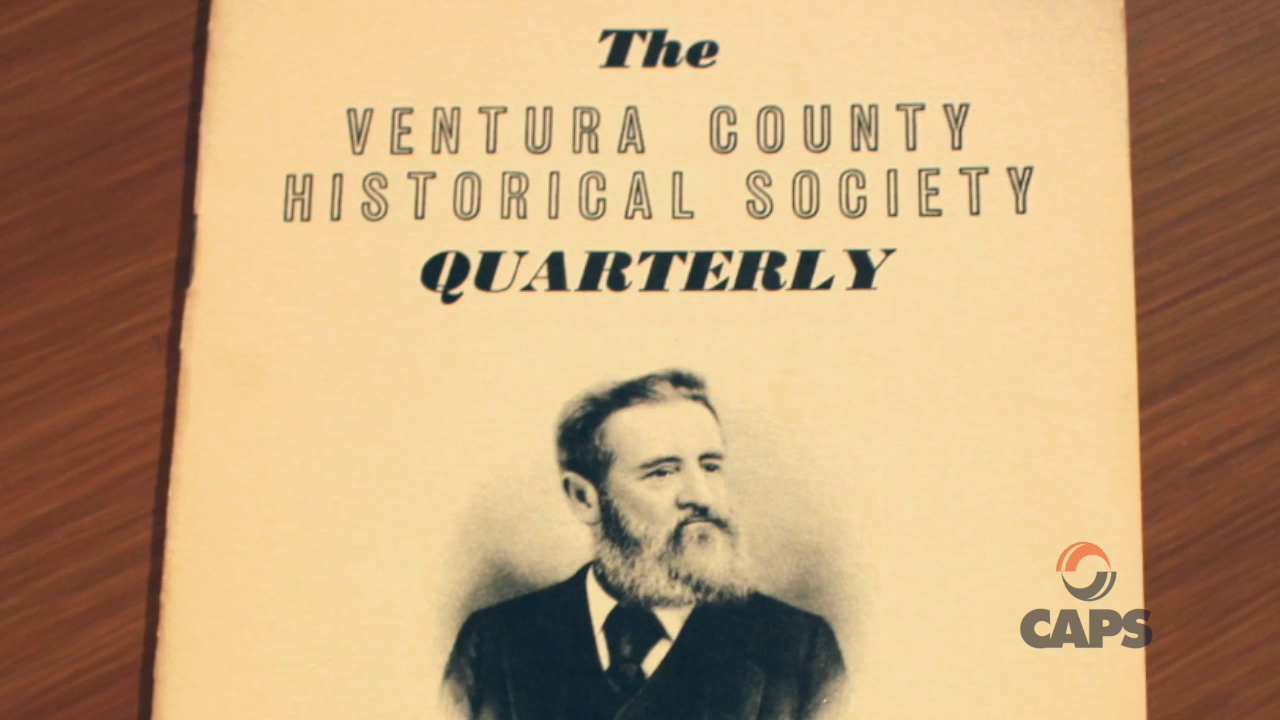 The
VENTURA COUNTY
HISTORICAL SOCIETY
QUARTERLY
CAPS